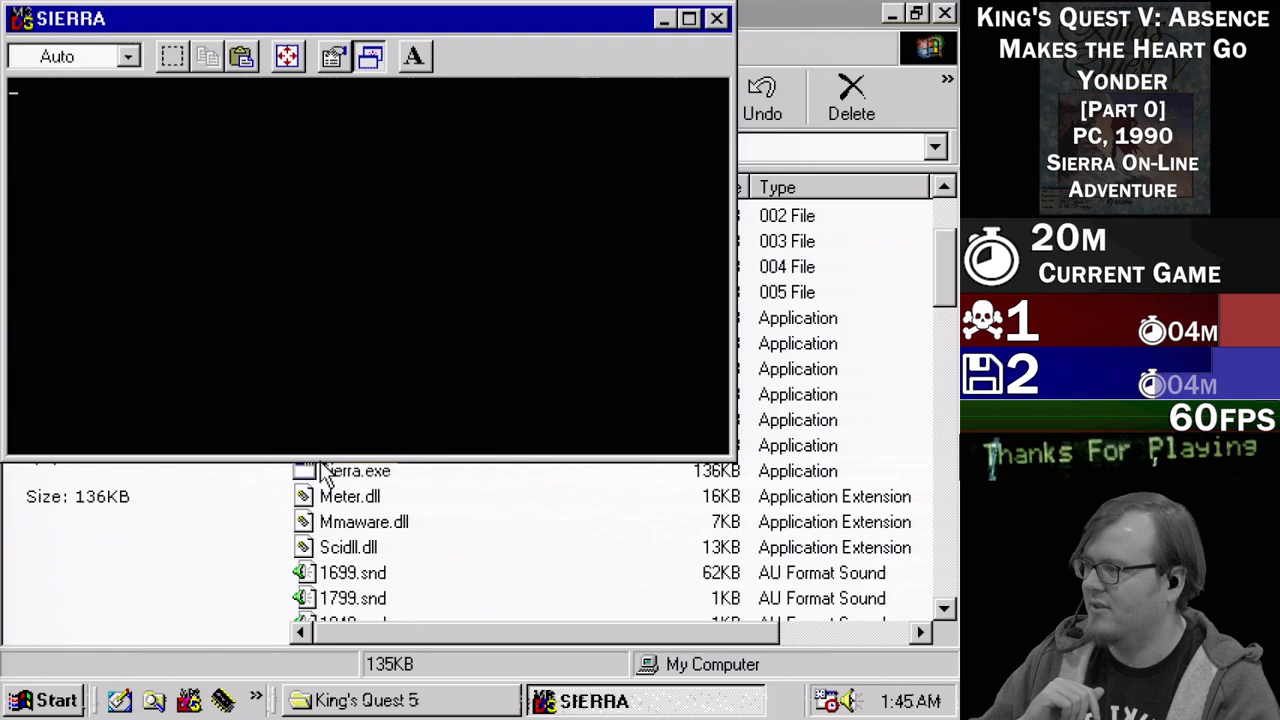 SIERRA
Auto
A
Undo
Delete
Type
002 File
003 File
004 File
005 File
Application
Application
Application
Application
Application
Application
ierra.exe 136KB Application
Meter.dll 16KB Application Extension
Mmaware.dll 7KB Application Extension
Scidll.dll 13KB Application Extension
1699.snd 62KB AU Format Sound
1799.snd 1KB AU Format Sound
Size: 136KB
135KB
My Computer
Start
King's Quest 5
SIERRA
1:45 AM
King's Quest V: Absence
Makes the Heart Go
Yonder
[Part 0]
PC, 1990
Sierra On-Line
Adventure
20m
Current Game
1 04m
2 04m
60FPS
Thanks For Playing